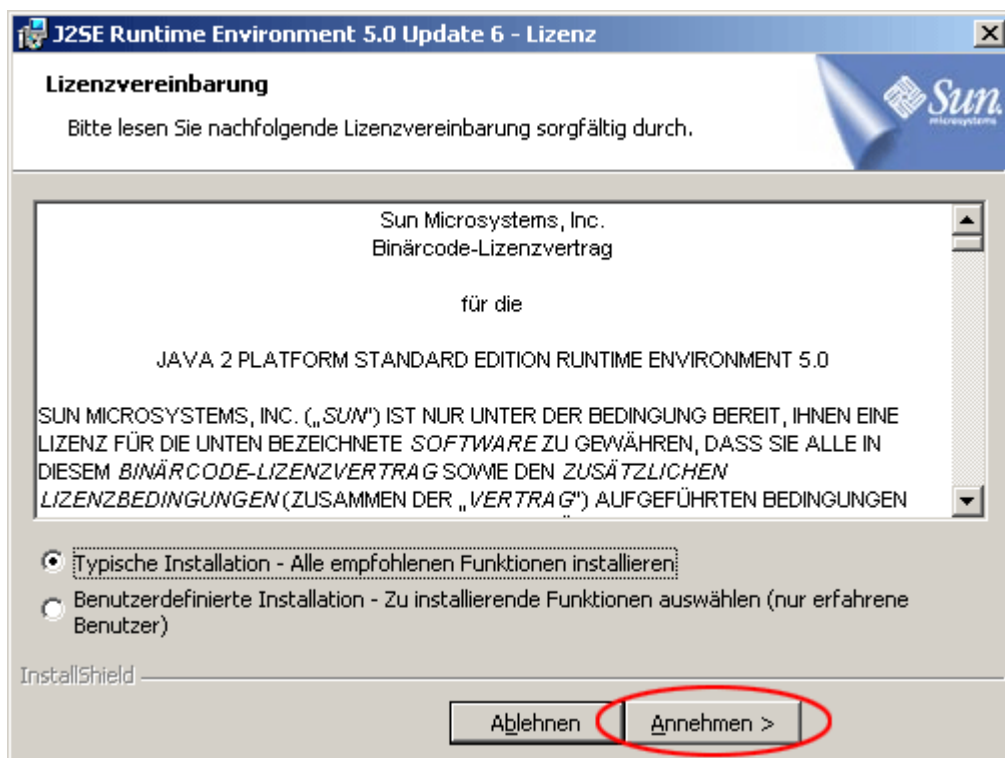 J2SE Runtime Environment 5.0 Update 6 - Lizenz
Lizenzvereinbarung
Bitte lesen Sie nachfolgende Lizenzvereinbarung sorgfältig durch.
Sun
microsystems
Sun Microsystems, Inc.
Binärcode-Lizenzvertrag
für die
JAVA 2 PLATFORM STANDARD EDITION RUNTIME ENVIRONMENT 5.0
SUN MICROSYSTEMS, INC. („SUN") IST NUR UNTER DER BEDINGUNG BEREIT, IHNEN EINE
LIZENZ FÜR DIE UNTEN BEZEICHNETE SOFTWARE ZU GEWÄHREN, DASS SIE ALLE IN
DIESEM BINÄRCODE-LIZENZVERTRAG SOWIE DEN ZUSÄTZLICHEN
LIZENZBEDINGUNGEN (ZUSAMMEN DER „VERTRAG") AUFGEFÜHRTEN BEDINGUNGEN
Typische Installation - Alle empfohlenen Funktionen installieren
Benutzerdefinierte Installation - Zu installierende Funktionen auswählen (nur erfahrene
Benutzer)
InstallShield
Ablehnen
Annehmen >